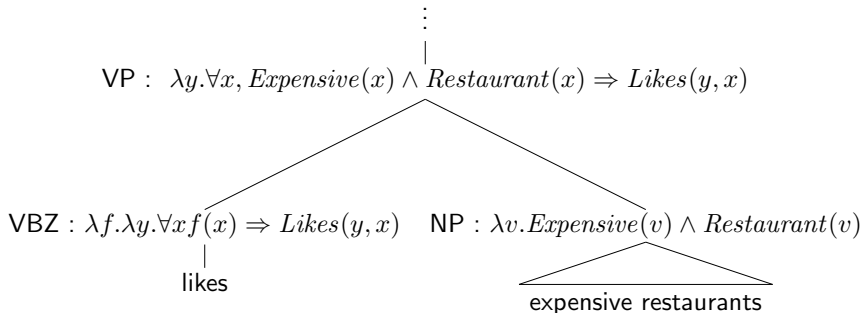 ⋮
VP : λy.∀x, Expensive(x) ∧ Restaurant(x) ⇒ Likes(y, x)
VBZ : λf.λy.∀xf(x) ⇒ Likes(y, x) NP : λv.Expensive(v) ∧ Restaurant(v)
likes
expensive restaurants